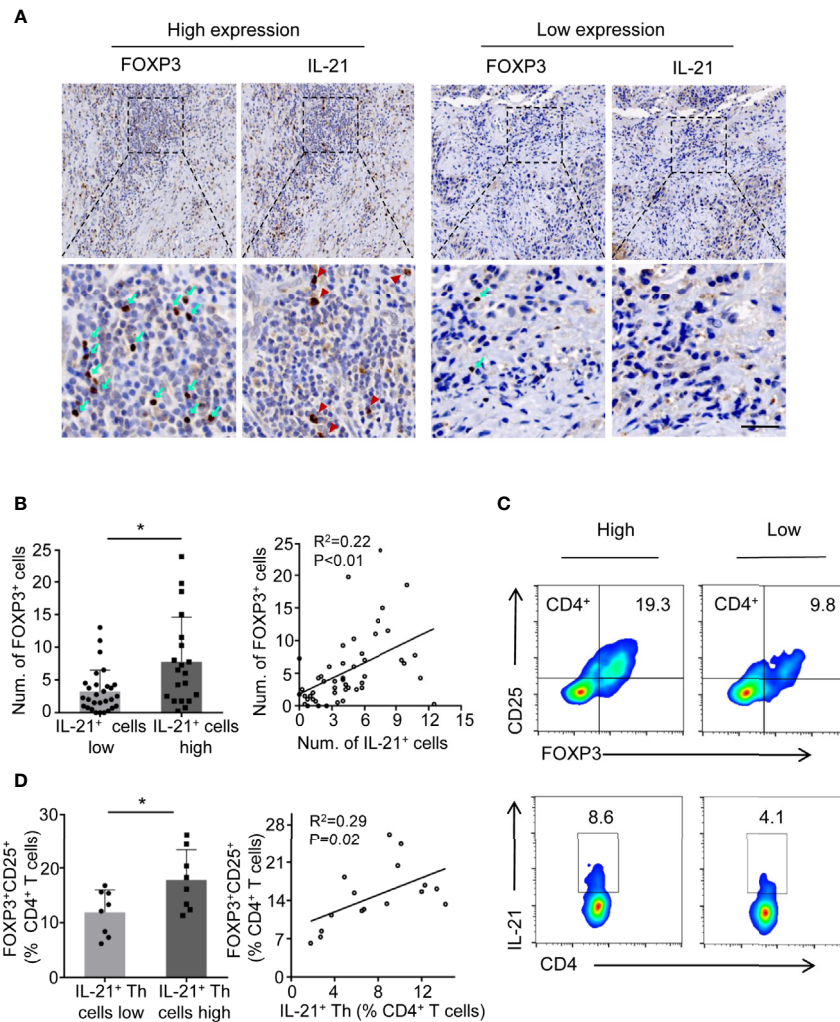 A
High expression
Low expression
FOXP3
IL-21
FOXP3
IL-21
B
*
Num. of FOXP3⁺ cells
25
20
15
10
5
0
IL-21⁺ cells
low
IL-21⁺ cells
high
R²=0.22
P<0.01
Num. of FOXP3⁺ cells
25
20
15
10
5
0
0
3
6
9
12
15
Num. of IL-21⁺ cells
C
High
Low
CD4⁺
19.3
CD4⁺
9.8
CD25
FOXP3
8.6
4.1
IL-21
CD4
D
*
FOXP3⁺CD25⁺
(% CD4⁺ T cells)
30
20
10
0
IL-21⁺ Th
cells low
IL-21⁺ Th
cells high
R²=0.29
P=0.02
FOXP3⁺CD25⁺
(% CD4⁺ T cells)
28
21
14
7
0
0
4
8
12
IL-21⁺ Th (% CD4⁺ T cells)